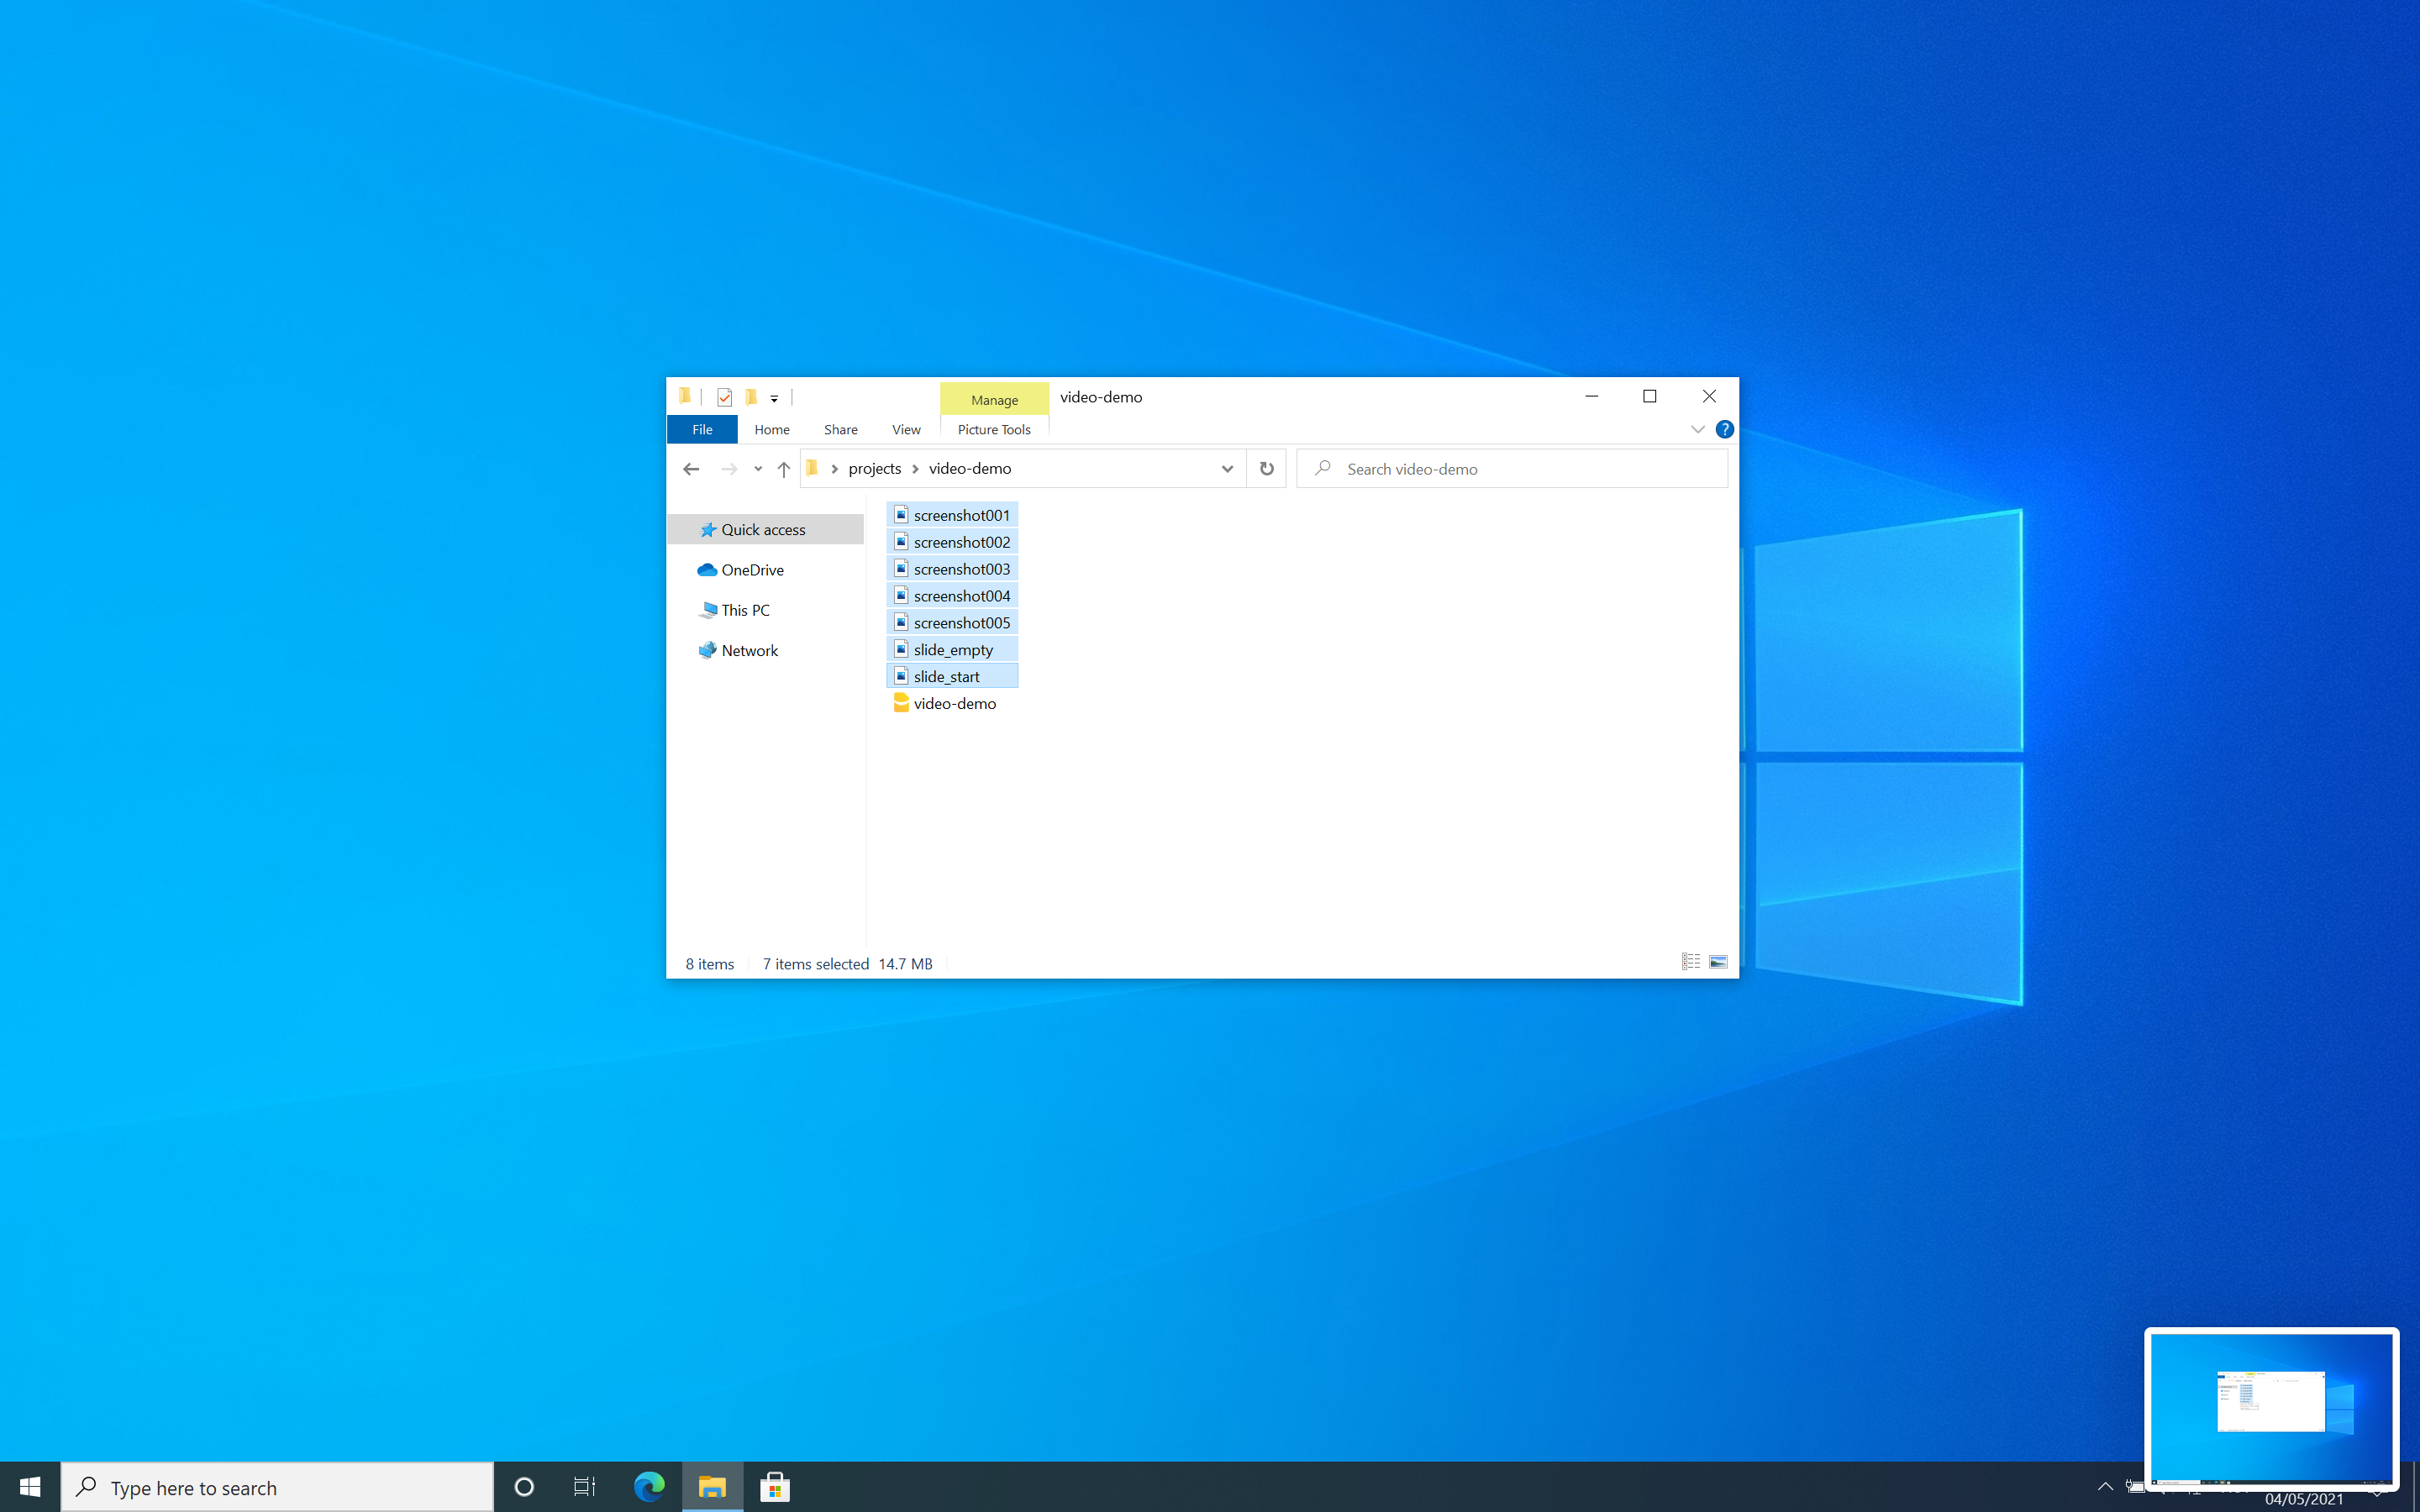 Manage
video-demo
File
Home
Share
View
Picture Tools
projects
video-demo
Search video-demo
Quick access
OneDrive
This PC
Network
screenshot001
screenshot002
screenshot003
screenshot004
screenshot005
slide_empty
slide_start
video-demo
8 items
7 items selected 14.7 MB
Type here to search
04/05/2021